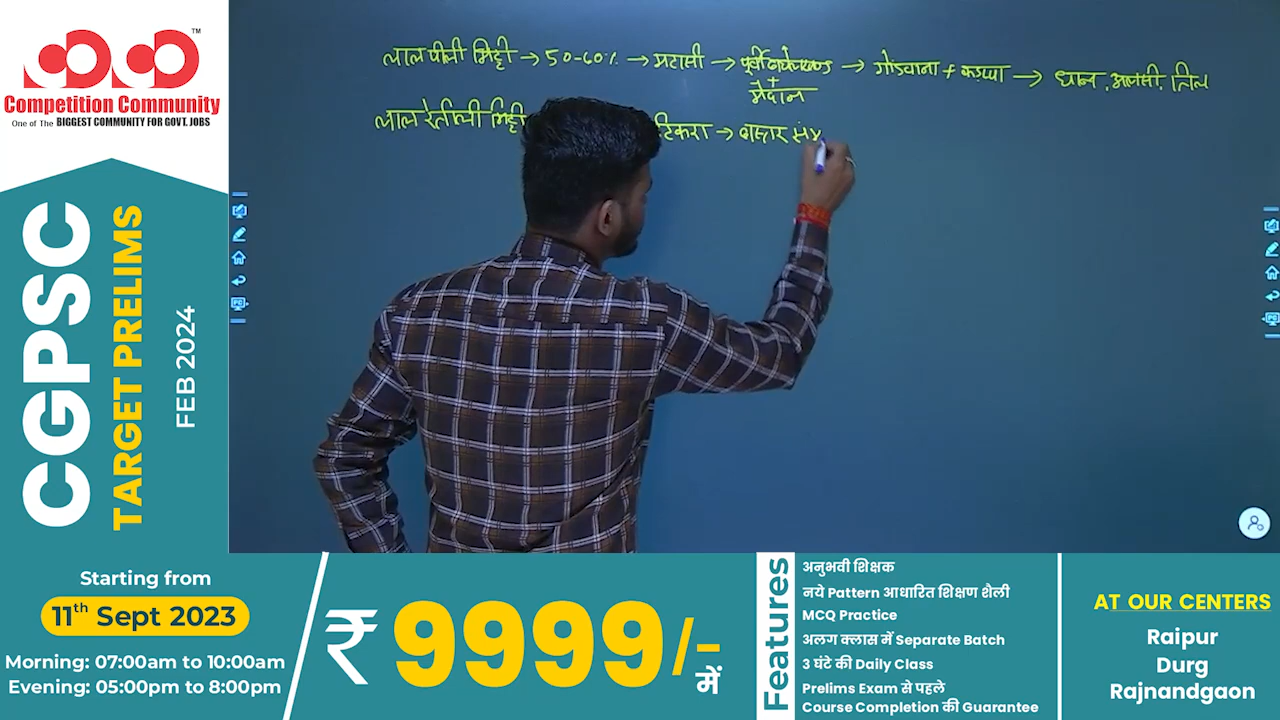 TM
Competition Community
One of The BIGGEST COMMUNITY FOR GOVT. JOBS
CGPSC
TARGET PRELIMS
FEB 2024
लाल पीली मिट्टी → 50-60% → मटासी → पूर्वी बघेलखण्ड → गोंडवाना + कडप्पा → धान, अलसी, तिल
+
मैदान
लाल रेतीली मिट्टी टिकरा → बस्तर सं
Starting from
11th Sept 2023
Morning: 07:00am to 10:00am
Evening: 05:00pm to 8:00pm
₹ 9999/- में
Features
अनुभवी शिक्षक
नये Pattern आधारित शिक्षण शैली
MCQ Practice
अलग क्लास में Separate Batch
3 घंटे की Daily Class
Prelims Exam से पहले
Course Completion की Guarantee
AT OUR CENTERS
Raipur
Durg
Rajnandgaon